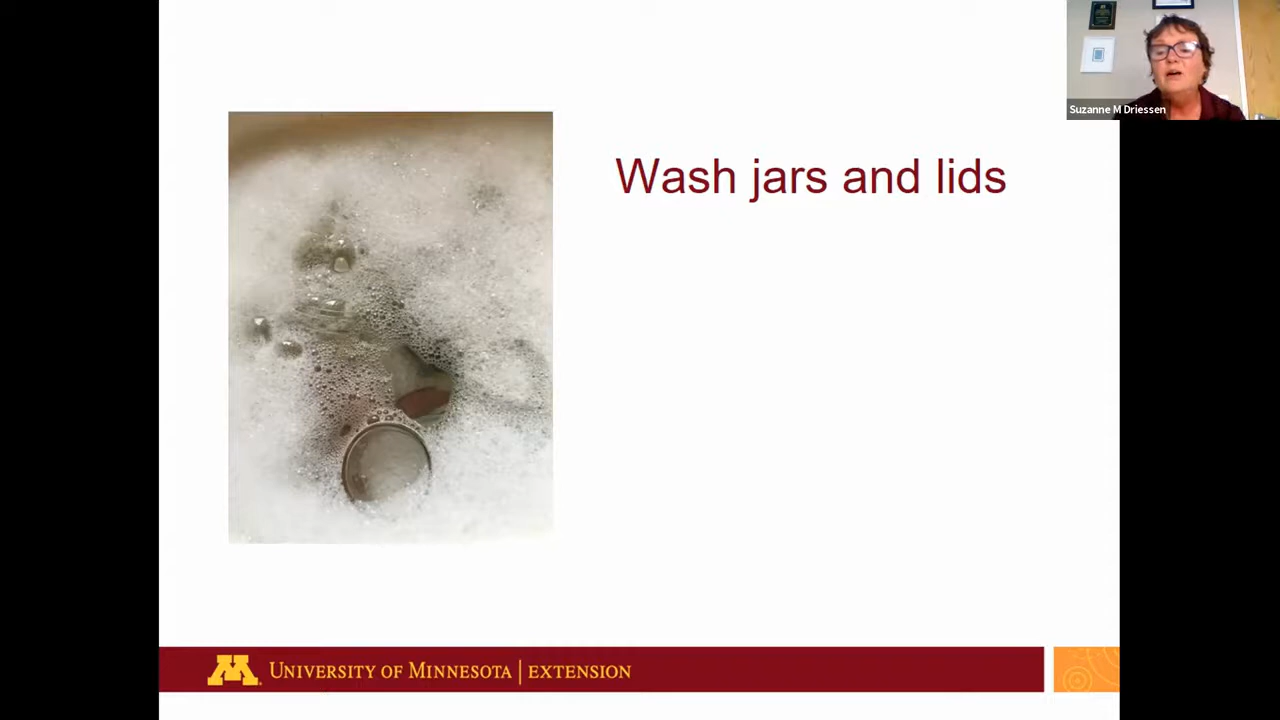 Suzanne M Driessen
Wash jars and lids
M
UNIVERSITY OF MINNESOTA | EXTENSION